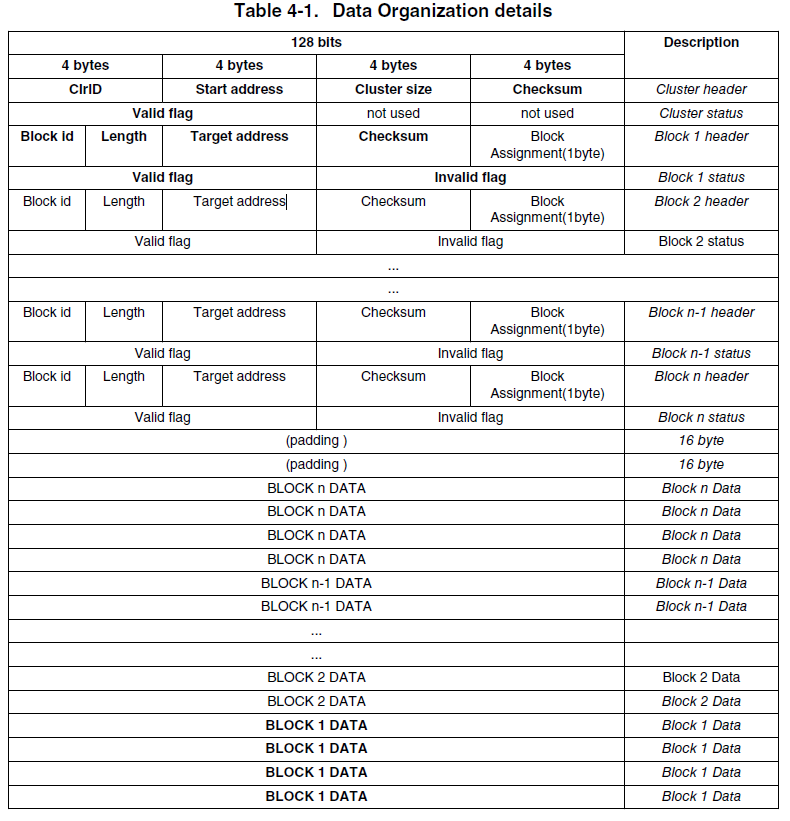 Table 4-1. Data Organization details
128 bits Description
4 bytes 4 bytes 4 bytes 4 bytes
ClrID Start address Cluster size Checksum Cluster header
Valid flag not used not used Cluster status
Block id Length Target address Checksum Block Block 1 header
Assignment(1byte)
Valid flag Invalid flag Block 1 status
Block id Length Target address Checksum Block Block 2 header
Assignment(1byte)
Valid flag Invalid flag Block 2 status
...
...
Block id Length Target address Checksum Block Block n-1 header
Assignment(1byte)
Valid flag Invalid flag Block n-1 status
Block id Length Target address Checksum Block Block n header
Assignment(1byte)
Valid flag Invalid flag Block n status
(padding ) 16 byte
(padding ) 16 byte
BLOCK n DATA Block n Data
BLOCK n DATA Block n Data
BLOCK n DATA Block n Data
BLOCK n DATA Block n Data
BLOCK n-1 DATA Block n-1 Data
BLOCK n-1 DATA Block n-1 Data
...
...
BLOCK 2 DATA Block 2 Data
BLOCK 2 DATA Block 2 Data
BLOCK 1 DATA Block 1 Data
BLOCK 1 DATA Block 1 Data
BLOCK 1 DATA Block 1 Data
BLOCK 1 DATA Block 1 Data